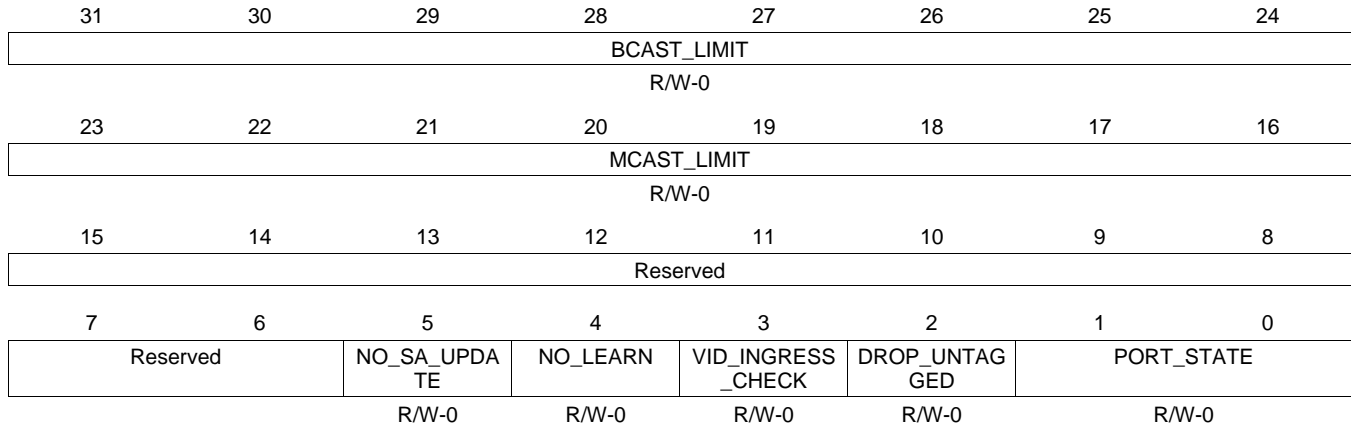 31 30 29 28 27 26 25 24
BCAST_LIMIT
R/W-0
23 22 21 20 19 18 17 16
MCAST_LIMIT
R/W-0
15 14 13 12 11 10 9 8
Reserved
7 6 5 4 3 2 1 0
Reserved NO_SA_UPDA NO_LEARN VID_INGRESS DROP_UNTAG PORT_STATE
TE _CHECK GED
R/W-0 R/W-0 R/W-0 R/W-0 R/W-0